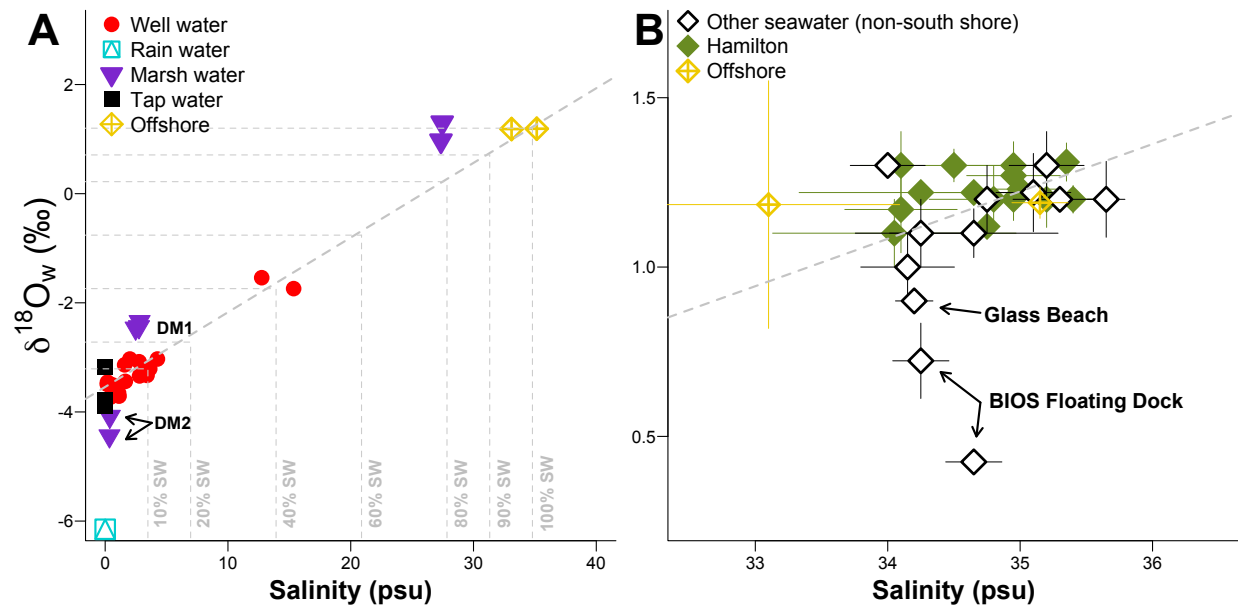 A
Well water
Rain water
Marsh water
Tap water
Offshore
δ¹⁸Ow (‰)
2
0
-2
-4
-6
DM1
DM2
10% SW
20% SW
40% SW
60% SW
80% SW
90% SW
100% SW
0
10
20
30
40
Salinity (psu)
B
Other seawater (non-south shore)
Hamilton
Offshore
1.5
1.0
0.5
Glass Beach
BIOS Floating Dock
33
34
35
36
Salinity (psu)